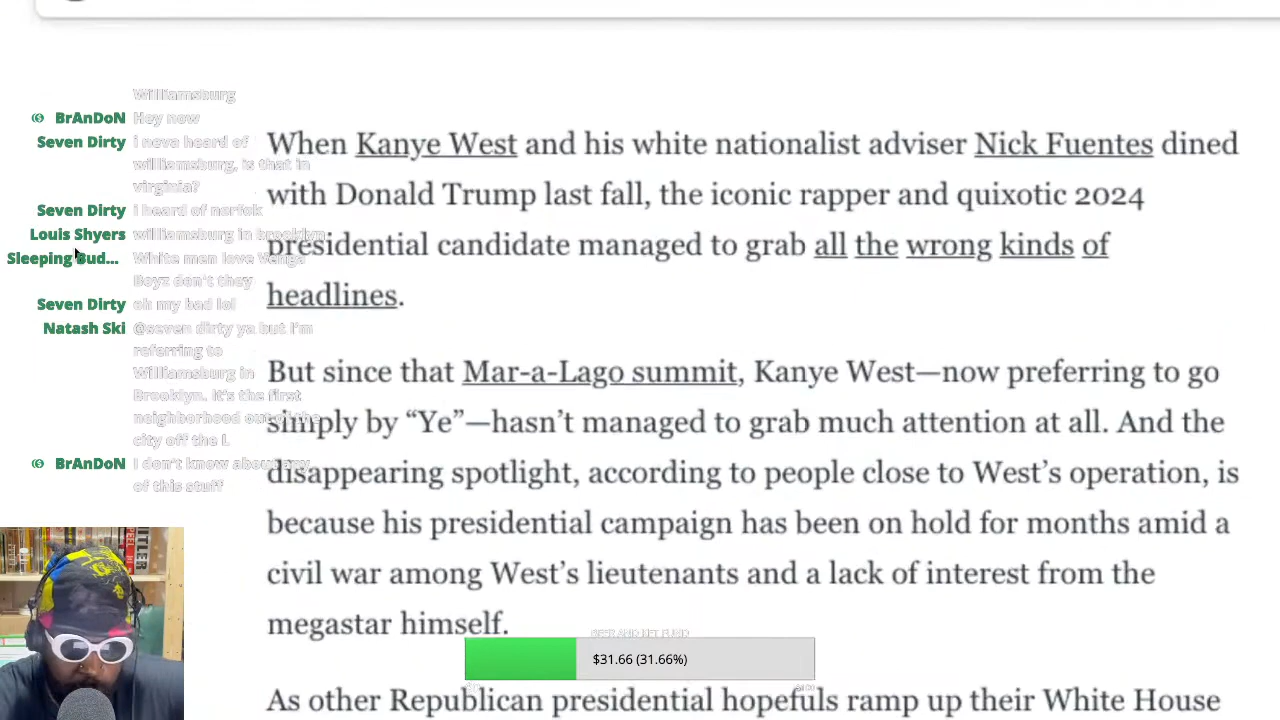 Williamsburg
BrAnDoN Hey now
Seven Dirty i neva heard of
williamsburg, is that in
virginia?
Seven Dirty i heard of norfok
Louis Shyers williamsburg in brooklyn
Sleeping Bud... White men love Venga
Boyz don't they
Seven Dirty oh my bad lol
Natash Ski @seven dirty ya but I'm
referring to
Williamsburg in
Brooklyn. It's the first
neighborhood out of the
city off the L
BrAnDoN I don't know about any
of this stuff
When Kanye West and his white nationalist adviser Nick Fuentes dined
with Donald Trump last fall, the iconic rapper and quixotic 2024
presidential candidate managed to grab all the wrong kinds of
headlines.
But since that Mar-a-Lago summit, Kanye West—now preferring to go
simply by “Ye”—hasn’t managed to grab much attention at all. And the
disappearing spotlight, according to people close to West’s operation, is
because his presidential campaign has been on hold for months amid a
civil war among West’s lieutenants and a lack of interest from the
megastar himself.
$31.66 (31.66%)
As other Republican presidential hopefuls ramp up their White House